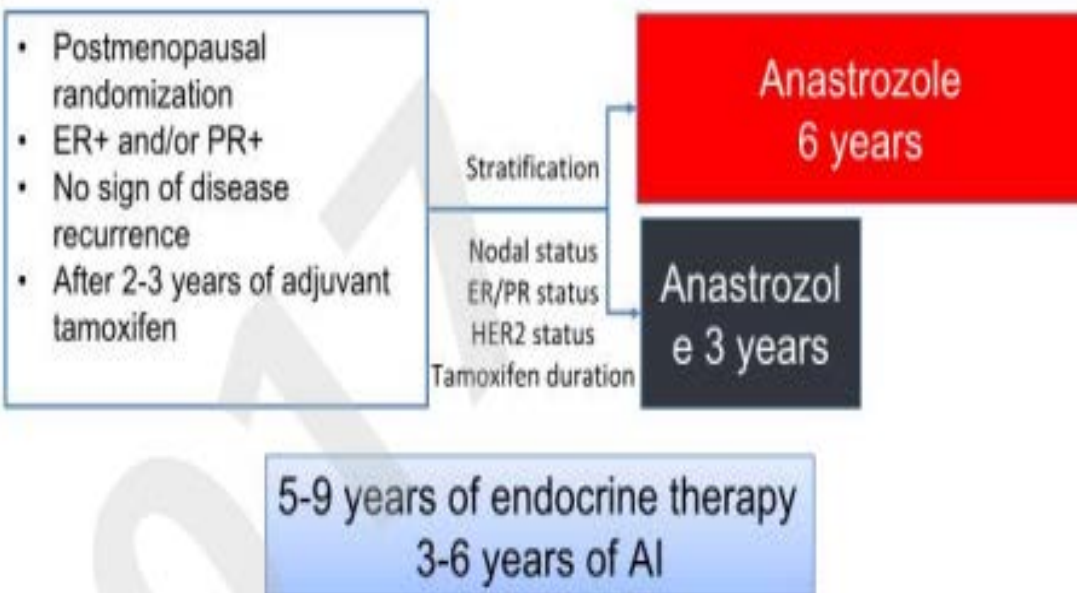 • Postmenopausal
randomization
• ER+ and/or PR+
• No sign of disease
recurrence
• After 2-3 years of adjuvant
tamoxifen
Stratification
Nodal status
ER/PR status
HER2 status
Tamoxifen duration
Anastrozole
6 years
Anastrozol
e 3 years
5-9 years of endocrine therapy
3-6 years of AI